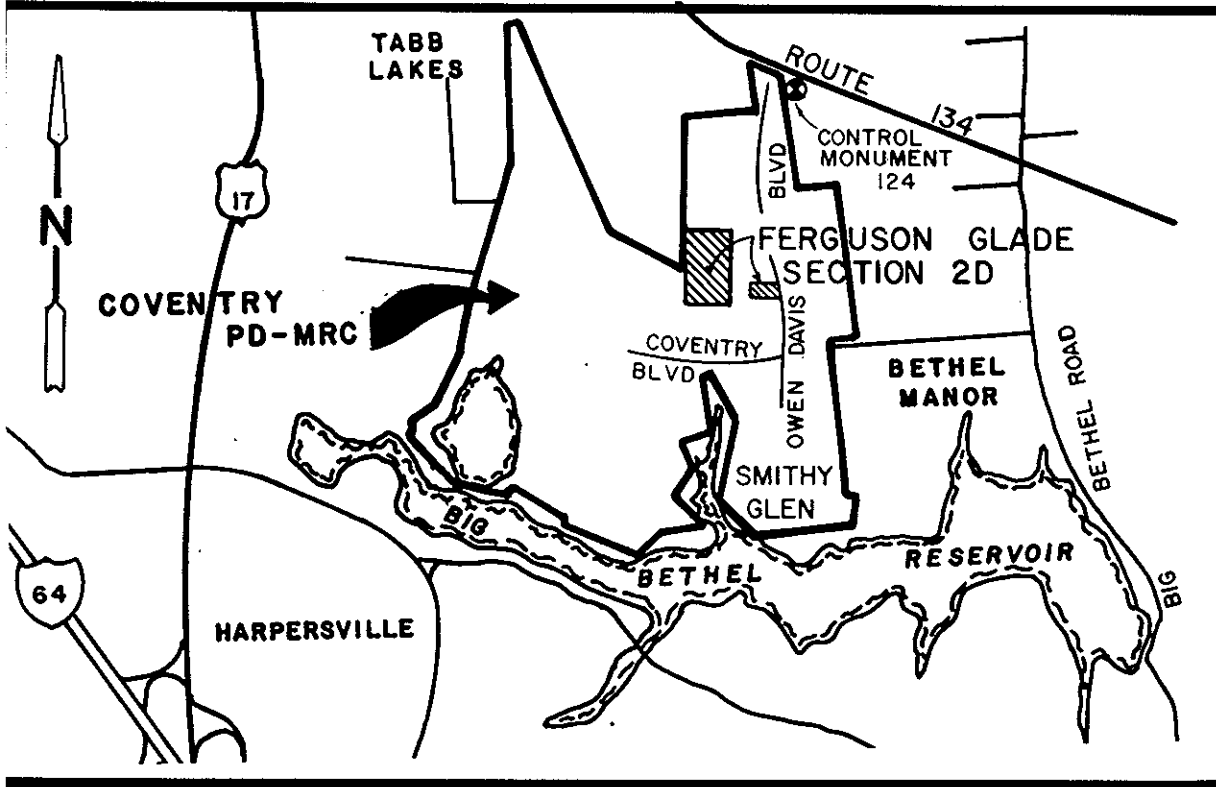 TABB
LAKES
ROUTE
134
CONTROL
MONUMENT
124
BLVD
17
N
FERGUSON GLADE
SECTION 2D
COVENTRY
PD-MRC
COVENTRY
BLVD
OWEN DAVIS
BETHEL
MANOR
BETHEL ROAD
BIG
SMITHY
GLEN
BIG
BETHEL
RESERVOIR
64
HARPERSVILLE